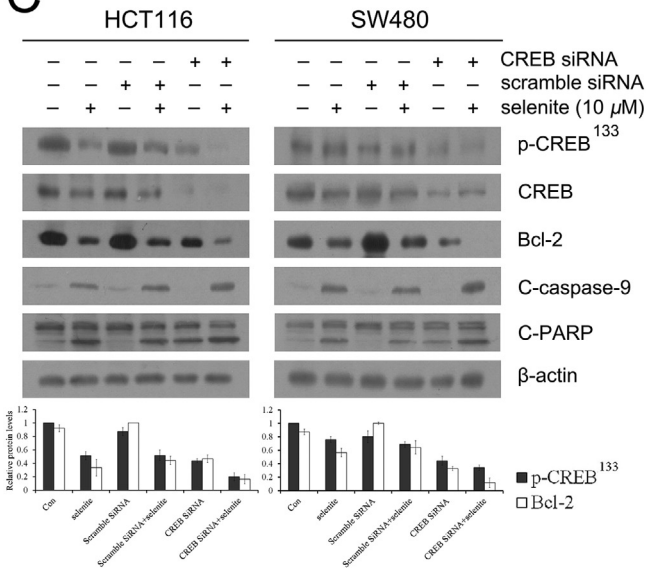 C
HCT116 SW480
− − − − + + − − − − + + CREB siRNA
− − + + − − − − + + − − scramble siRNA
− + − + − + − + − + − + selenite (10 µM)
p-CREB133
CREB
Bcl-2
C-caspase-9
C-PARP
β-actin
Relative protein levels
1.2 1.2
1 1
0.8 0.8
0.6 0.6
0.4 0.4
0.2 0.2
0 0
Con selenite Scramble SiRNA Scramble SiRNA+selenite CREB SiRNA CREB SiRNA+selenite
Con selenite Scramble SiRNA Scramble SiRNA+selenite CREB SiRNA CREB SiRNA+selenite
p-CREB133
Bcl-2